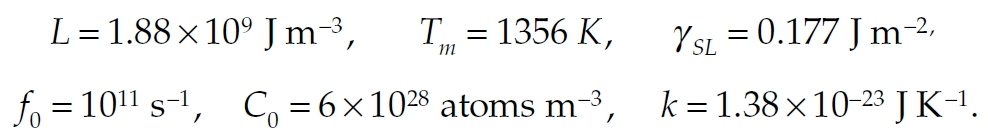 L = 1.88 × 10⁹ J m⁻³, Tₘ = 1356 K, γ_SL = 0.177 J m⁻²,
f₀ = 10¹¹ s⁻¹, C₀ = 6 × 10²⁸ atoms m⁻³, k = 1.38 × 10⁻²³ J K⁻¹.